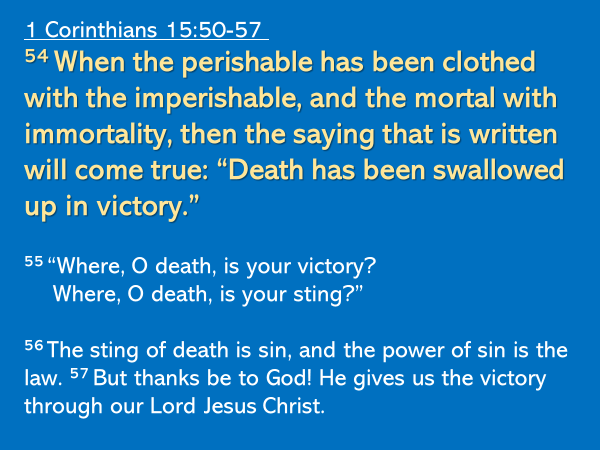 1 Corinthians 15:50-57
54 When the perishable has been clothed
with the imperishable, and the mortal with
immortality, then the saying that is written
will come true: “Death has been swallowed
up in victory.”
55 “Where, O death, is your victory?
Where, O death, is your sting?”
56 The sting of death is sin, and the power of sin is the
law. 57 But thanks be to God! He gives us the victory
through our Lord Jesus Christ.